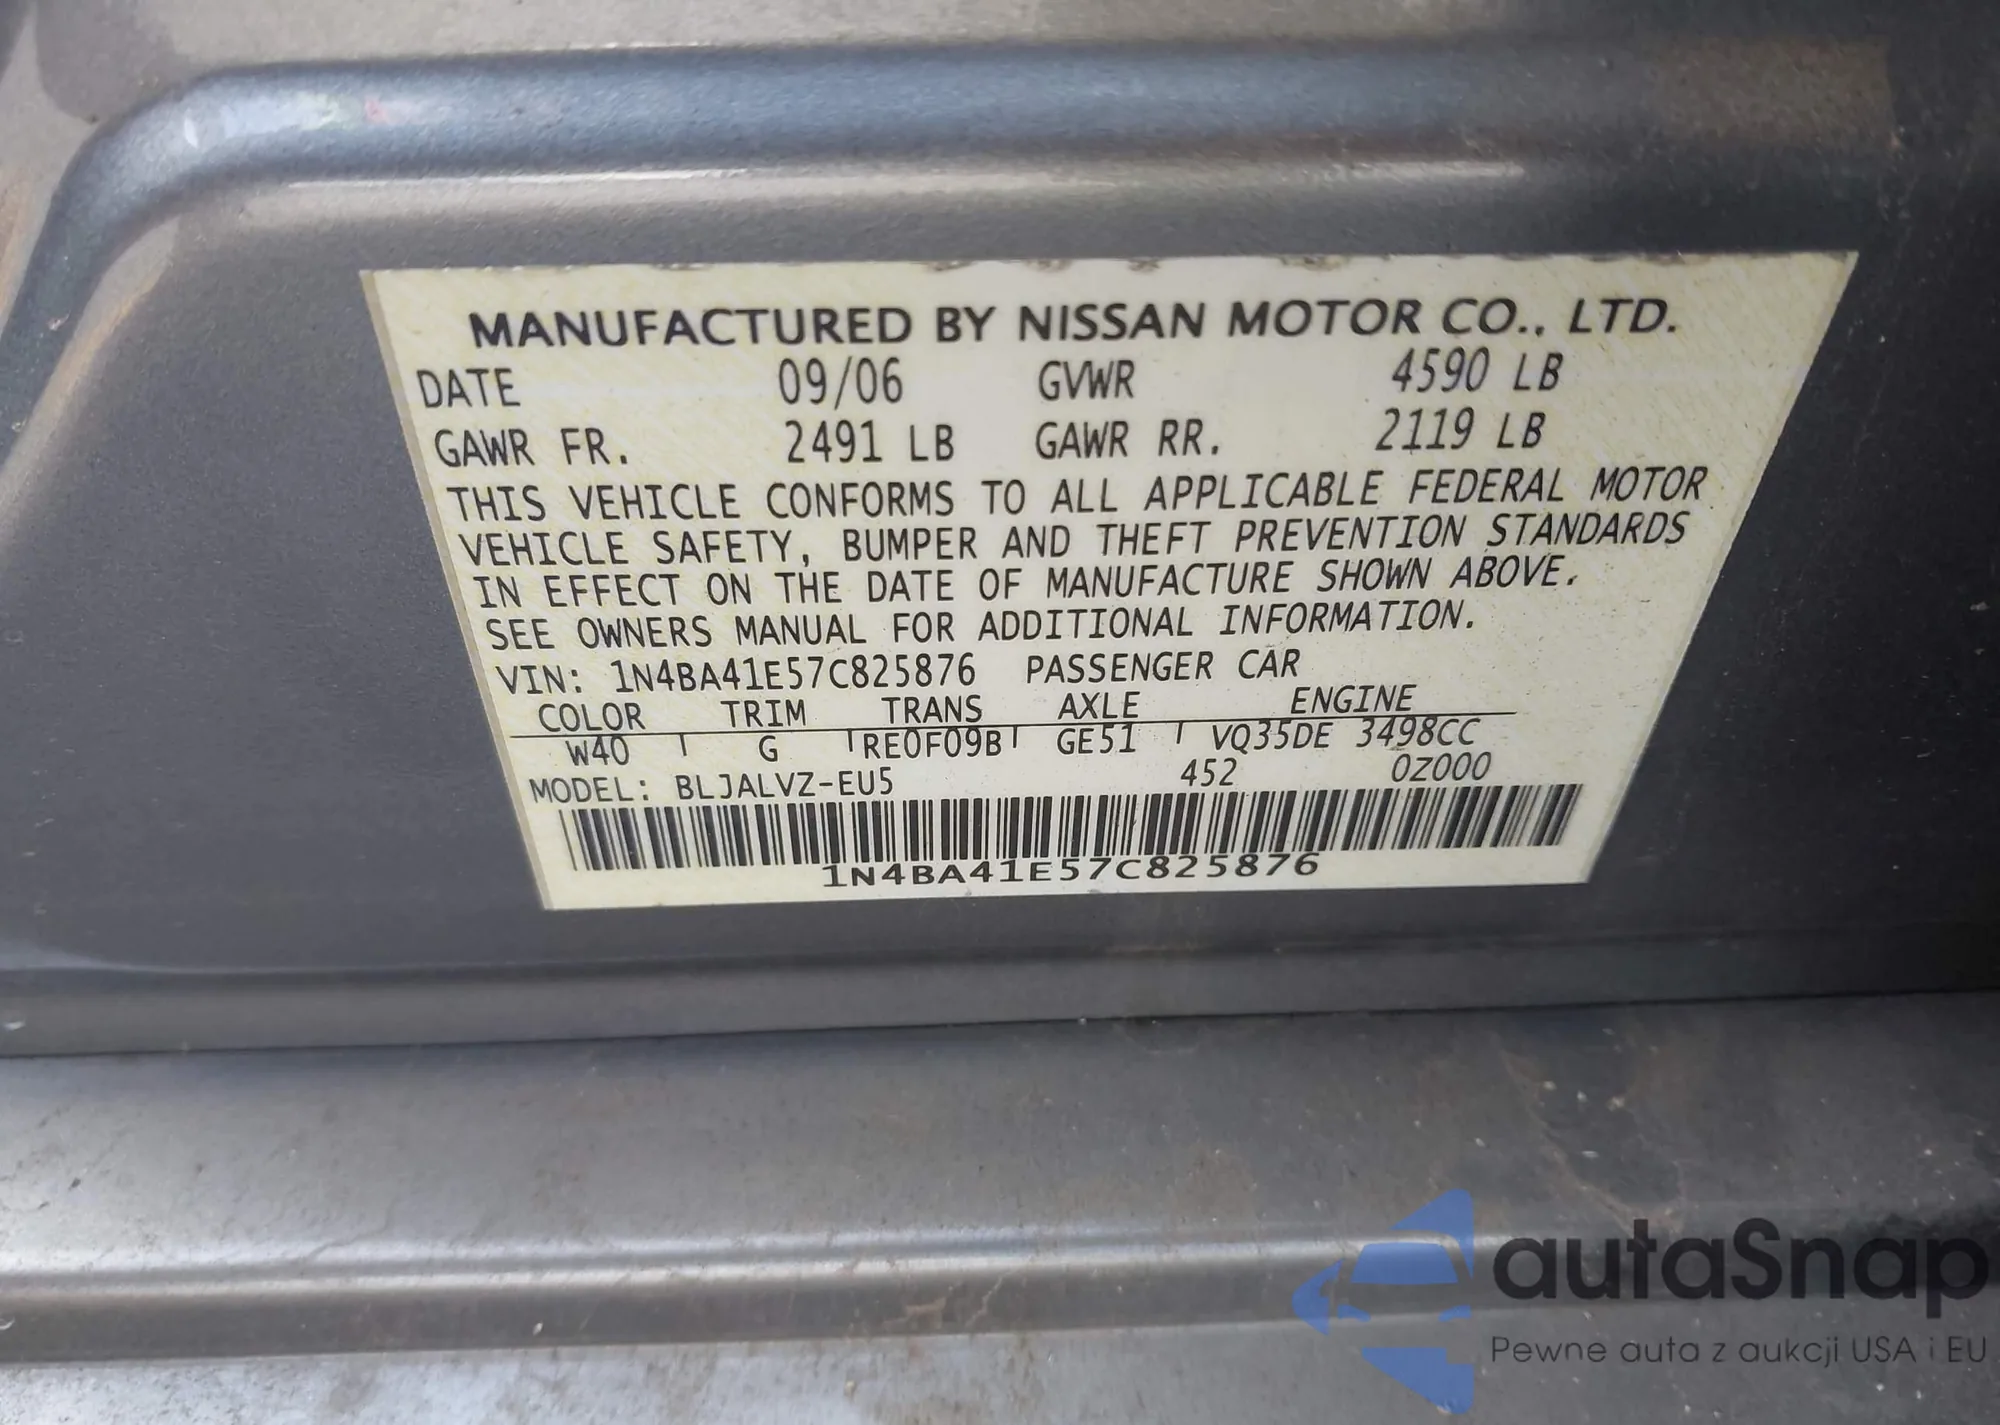 MANUFACTURED BY NISSAN MOTOR CO., LTD.
DATE 09/06 GVWR 4590 LB
GAWR FR. 2491 LB GAWR RR. 2119 LB
THIS VEHICLE CONFORMS TO ALL APPLICABLE FEDERAL MOTOR
VEHICLE SAFETY, BUMPER AND THEFT PREVENTION STANDARDS
IN EFFECT ON THE DATE OF MANUFACTURE SHOWN ABOVE.
SEE OWNERS MANUAL FOR ADDITIONAL INFORMATION.
VIN: 1N4BA41E57C825876 PASSENGER CAR
COLOR TRIM TRANS AXLE ENGINE
W40 G RE0F09B GE51 VQ35DE 3498CC
MODEL: BLJALVZ-EU5 452 0Z000
1N4BA41E57C825876
autaSnap
Pewne auta z aukcji USA i EU